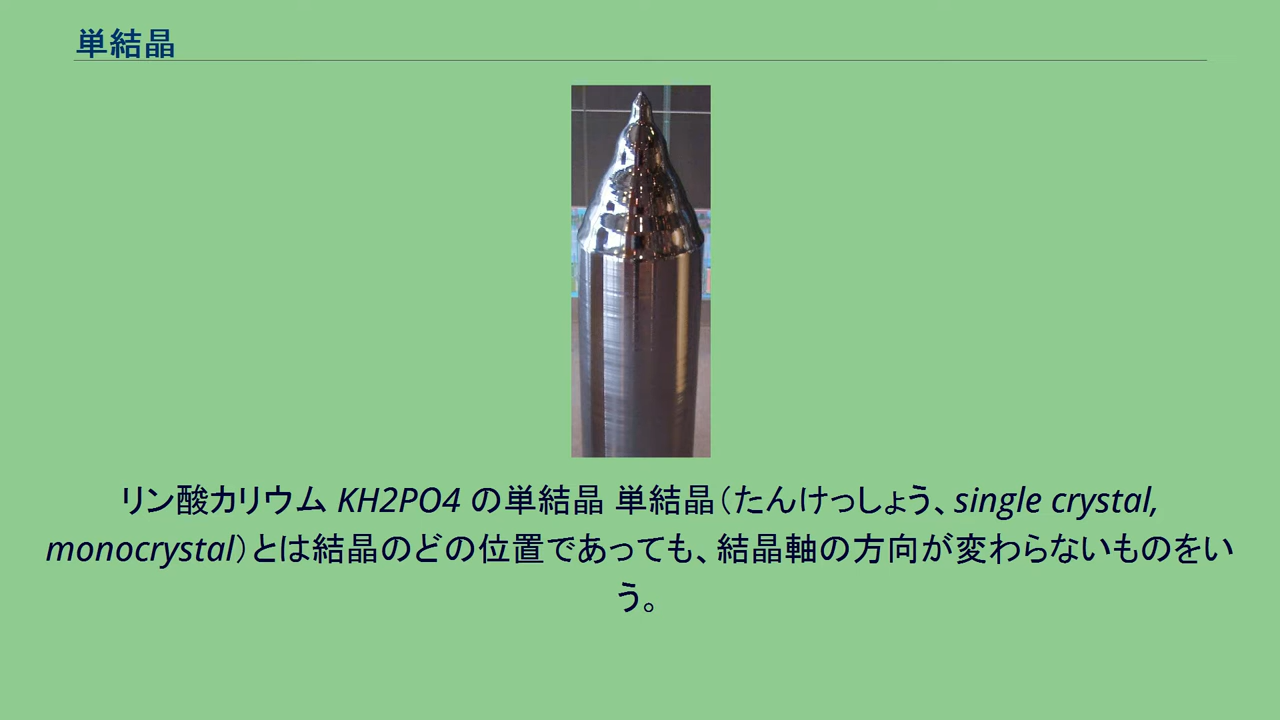 単結晶
リン酸カリウム KH2PO4 の単結晶 単結晶（たんけっしょう、single crystal,
monocrystal）とは結晶のどの位置であっても、結晶軸の方向が変わらないものをい
う。